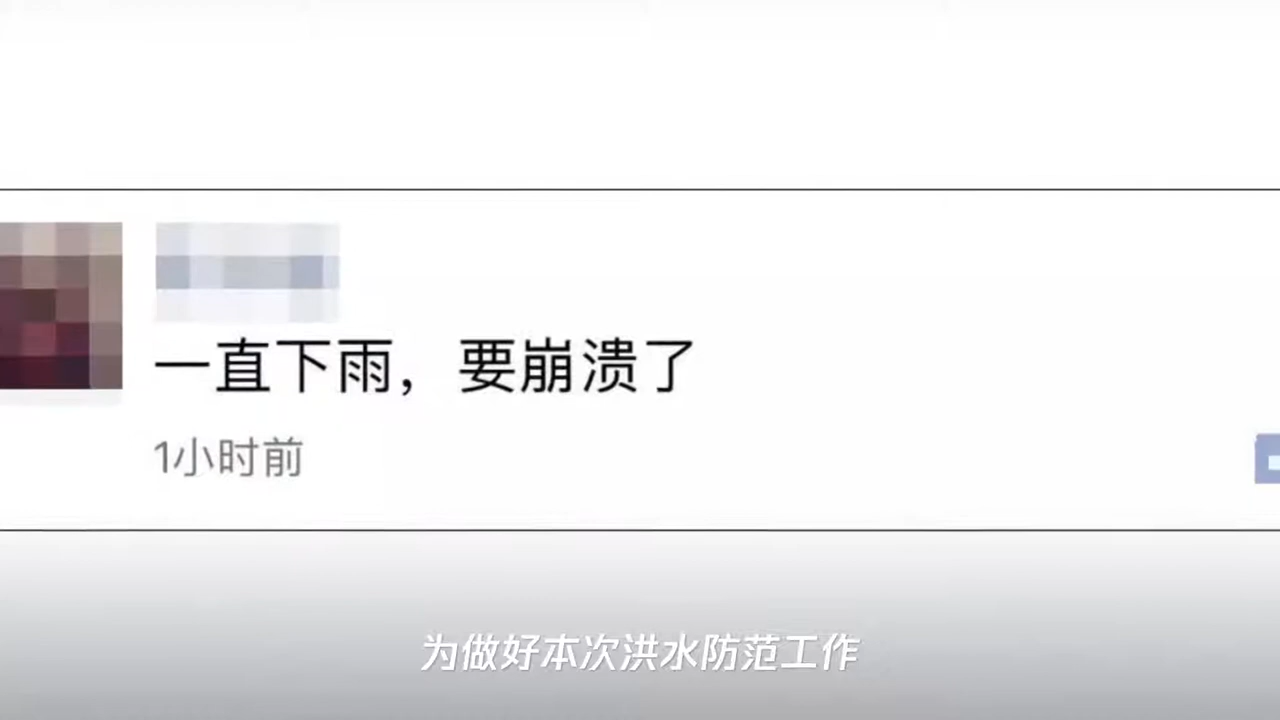 一直下雨，要崩溃了
1小时前
为做好本次洪水防范工作